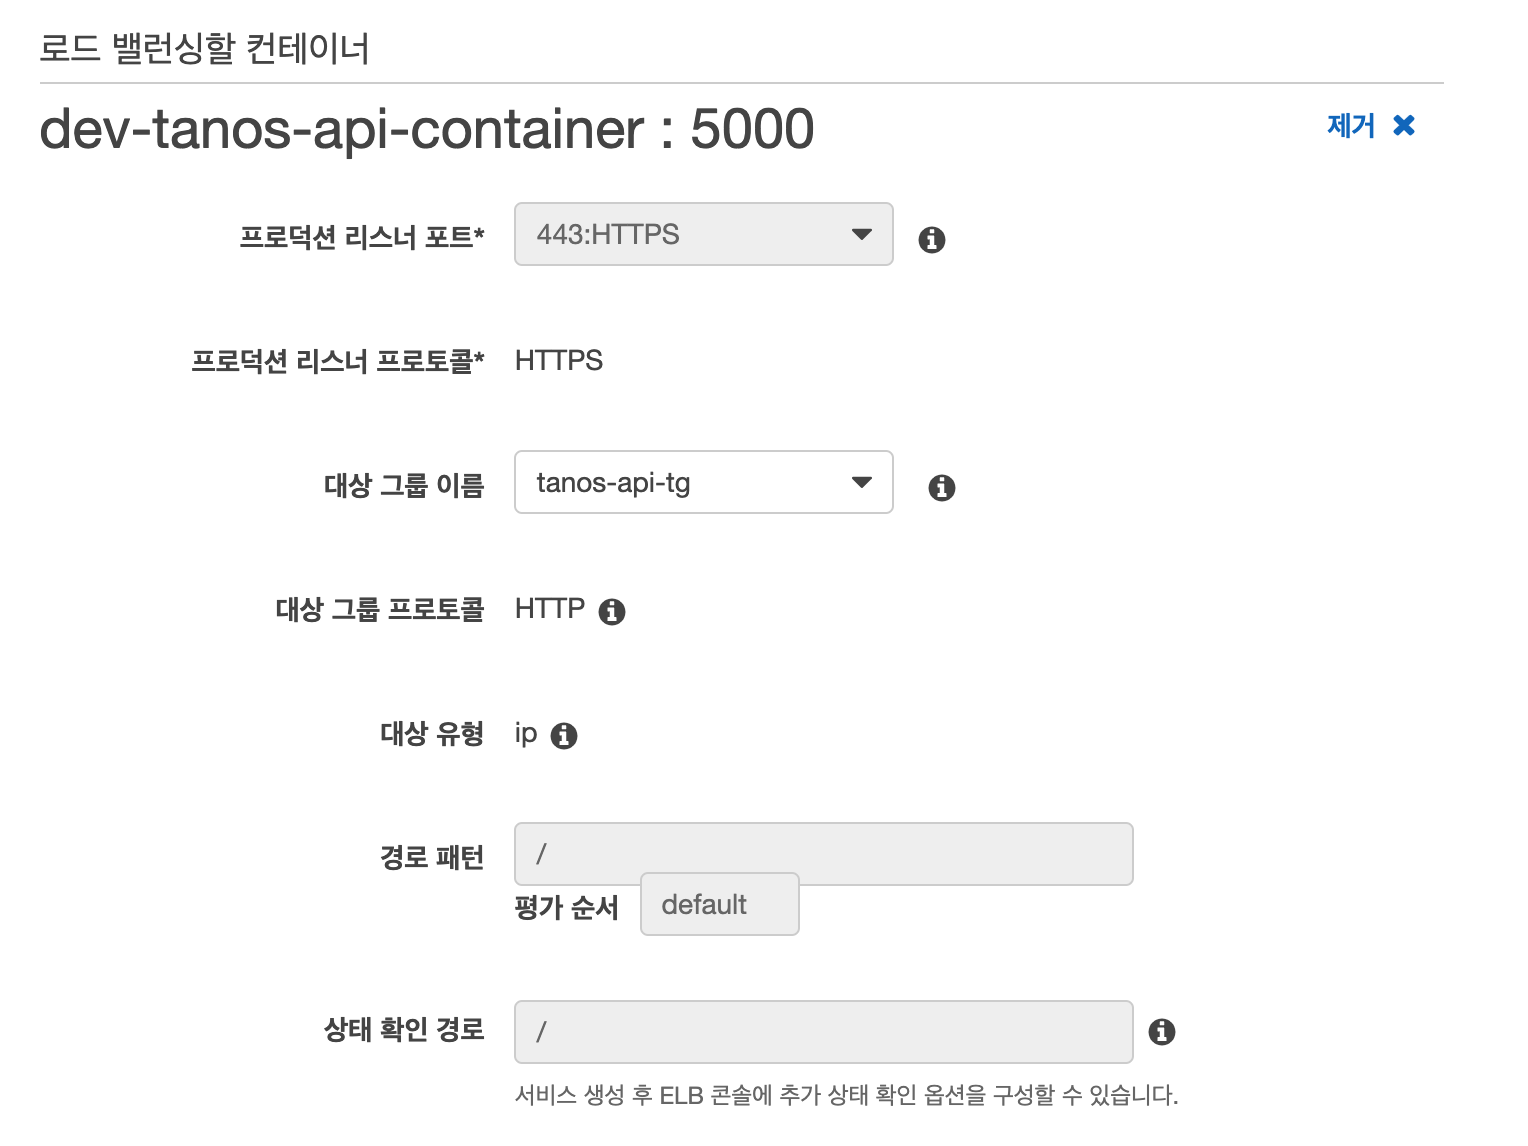 로드 밸런싱할 컨테이너
dev-tanos-api-container : 5000
제거 ✖
프로덕션 리스너 포트* 443:HTTPS
프로덕션 리스너 프로토콜* HTTPS
대상 그룹 이름 tanos-api-tg
대상 그룹 프로토콜 HTTP
대상 유형 ip
경로 패턴 /
평가 순서 default
상태 확인 경로 /
서비스 생성 후 ELB 콘솔에 추가 상태 확인 옵션을 구성할 수 있습니다.